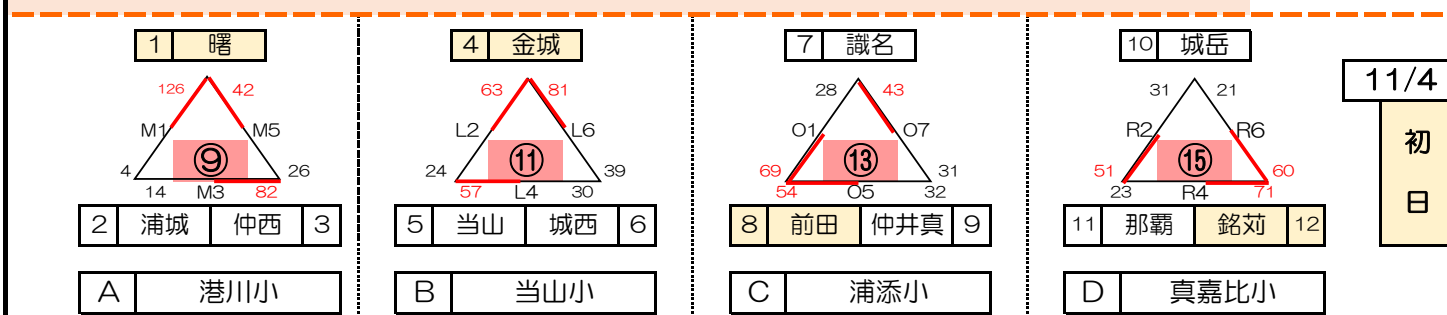 1 曙 4 金城 7 識名 10 城岳
126 42 63 81 28 43 31 21 11/4
M1 M5 L2 L6 O1 O7 R2 R6 初
⑨ ⑪ ⑬ ⑮
4 26 24 39 69 31 51 60 日
14 M3 82 57 L4 30 54 O5 32 23 R4 71
2 浦城 仲西 3 5 当山 城西 6 8 前田 仲井真 9 11 那覇 銘苅 12
A 港川小 B 当山小 C 浦添小 D 真嘉比小